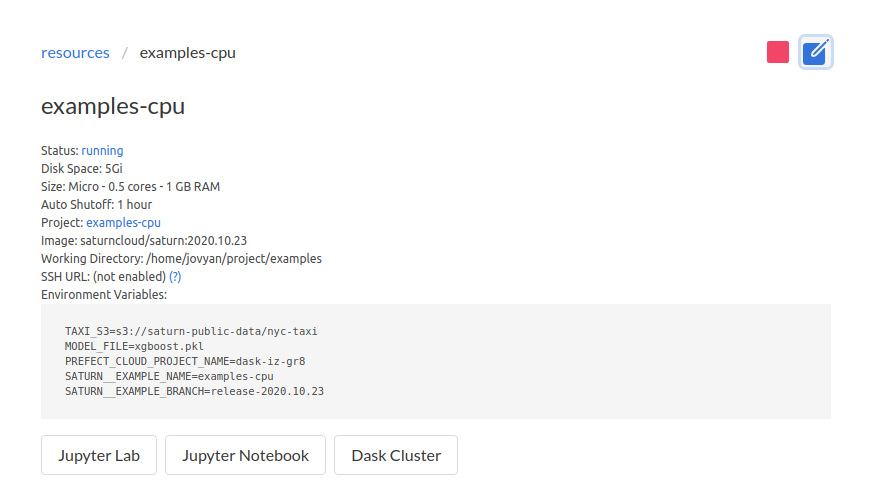 resources / examples-cpu
examples-cpu
Status: running
Disk Space: 5Gi
Size: Micro - 0.5 cores - 1 GB RAM
Auto Shutoff: 1 hour
Project: examples-cpu
Image: saturncloud/saturn:2020.10.23
Working Directory: /home/jovyan/project/examples
SSH URL: (not enabled) (?)
Environment Variables:
TAXI_S3=s3://saturn-public-data/nyc-taxi
MODEL_FILE=xgboost.pkl
PREFECT_CLOUD_PROJECT_NAME=dask-iz-gr8
SATURN__EXAMPLE_NAME=examples-cpu
SATURN__EXAMPLE_BRANCH=release-2020.10.23
Jupyter Lab Jupyter Notebook Dask Cluster